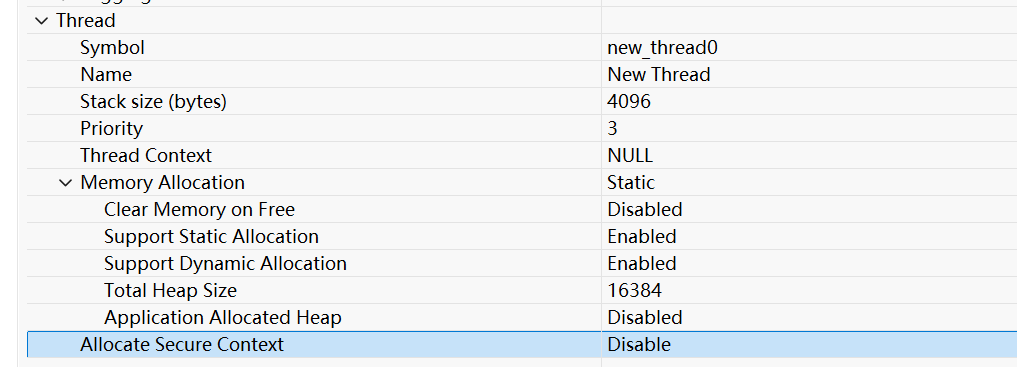 Thread
Symbol new_thread0
Name New Thread
Stack size (bytes) 4096
Priority 3
Thread Context NULL
Memory Allocation Static
Clear Memory on Free Disabled
Support Static Allocation Enabled
Support Dynamic Allocation Enabled
Total Heap Size 16384
Application Allocated Heap Disabled
Allocate Secure Context Disable